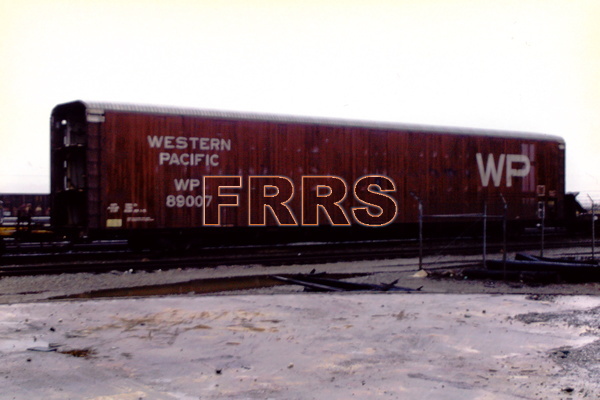 WESTERN
PACIFIC
WP
89007
WP
FRRS